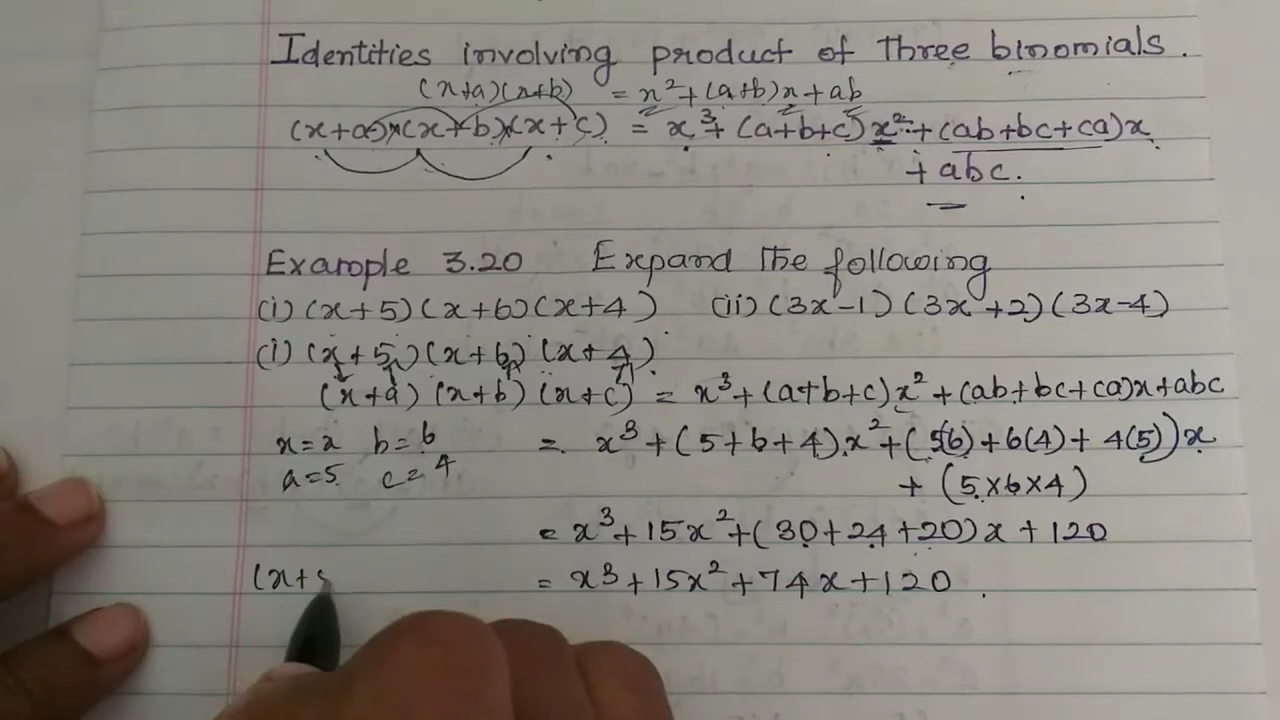 Identities involving product of three binomials.
(x+a)(x+b) = x²+(a+b)x+ab
(x+a)×(x+b)×(x+c) = x³+(a+b+c)x²+(ab+bc+ca)x
+abc.
Example 3.20 Expand the following
(i) (x+5)(x+6)(x+4) (ii) (3x-1)(3x+2)(3x-4)
(i) (x+5)(x+6)(x+4)
(x+a)(x+b)(x+c) = x³+(a+b+c)x²+(ab+bc+ca)x+abc
x=x b=6 = x³+(5+6+4)x²+(5(6)+6(4)+4(5))x
a=5 c=4
+(5×6×4)
= x³+15x²+(30+24+20)x+120
(x+5 = x³+15x²+74x+120.